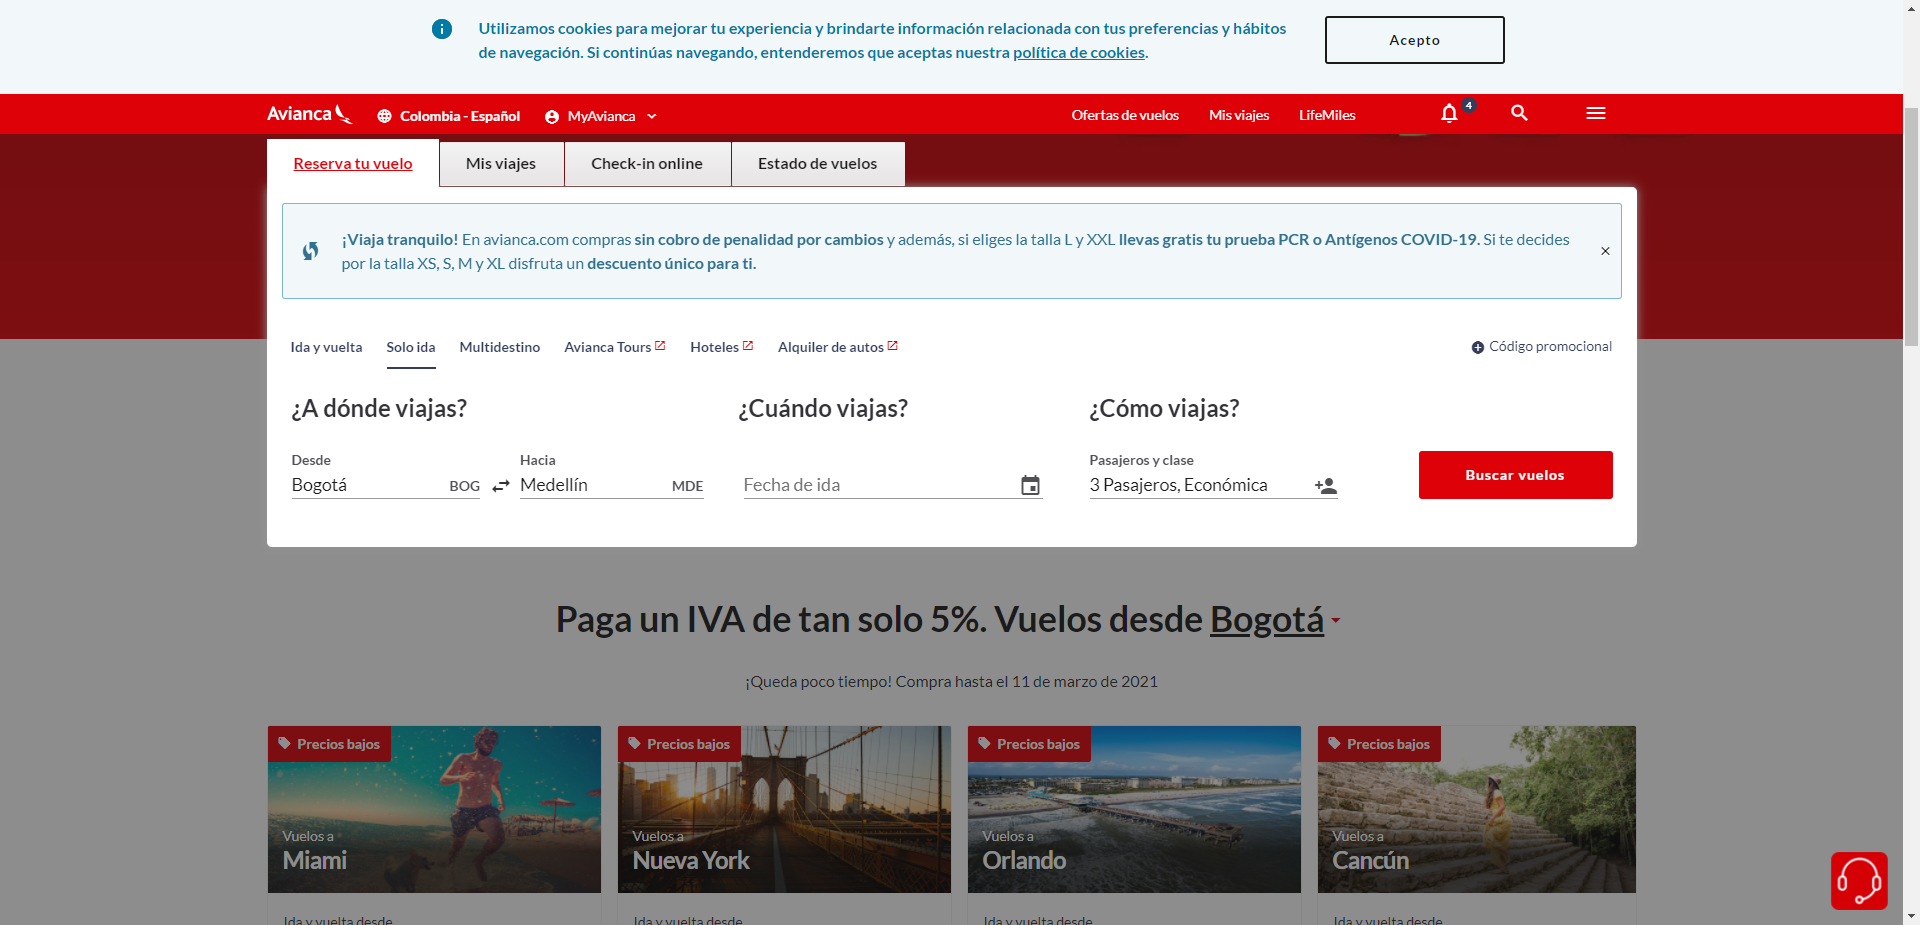 Utilizamos cookies para mejorar tu experiencia y brindarte información relacionada con tus preferencias y hábitos
de navegación. Si continúas navegando, entenderemos que aceptas nuestra política de cookies.
Acepto
Avianca
Colombia - Español
MyAvianca
Ofertas de vuelos
Mis viajes
LifeMiles
4
Reserva tu vuelo
Mis viajes
Check-in online
Estado de vuelos
¡Viaja tranquilo! En avianca.com compras sin cobro de penalidad por cambios y además, si eliges la talla L y XXL llevas gratis tu prueba PCR o Antígenos COVID-19. Si te decides
por la talla XS, S, M y XL disfruta un descuento único para ti.
Ida y vuelta
Solo ida
Multidestino
Avianca Tours
Hoteles
Alquiler de autos
Código promocional
¿A dónde viajas?
¿Cuándo viajas?
¿Cómo viajas?
Desde
Hacia
Pasajeros y clase
Bogotá
BOG
Medellín
MDE
Fecha de ida
3 Pasajeros, Económica
Buscar vuelos
Paga un IVA de tan solo 5%. Vuelos desde Bogotá
¡Queda poco tiempo! Compra hasta el 11 de marzo de 2021
Precios bajos
Vuelos a
Miami
Ida y vuelta desde
Precios bajos
Vuelos a
Nueva York
Ida y vuelta desde
Precios bajos
Vuelos a
Orlando
Ida y vuelta desde
Precios bajos
Vuelos a
Cancún
Ida y vuelta desde